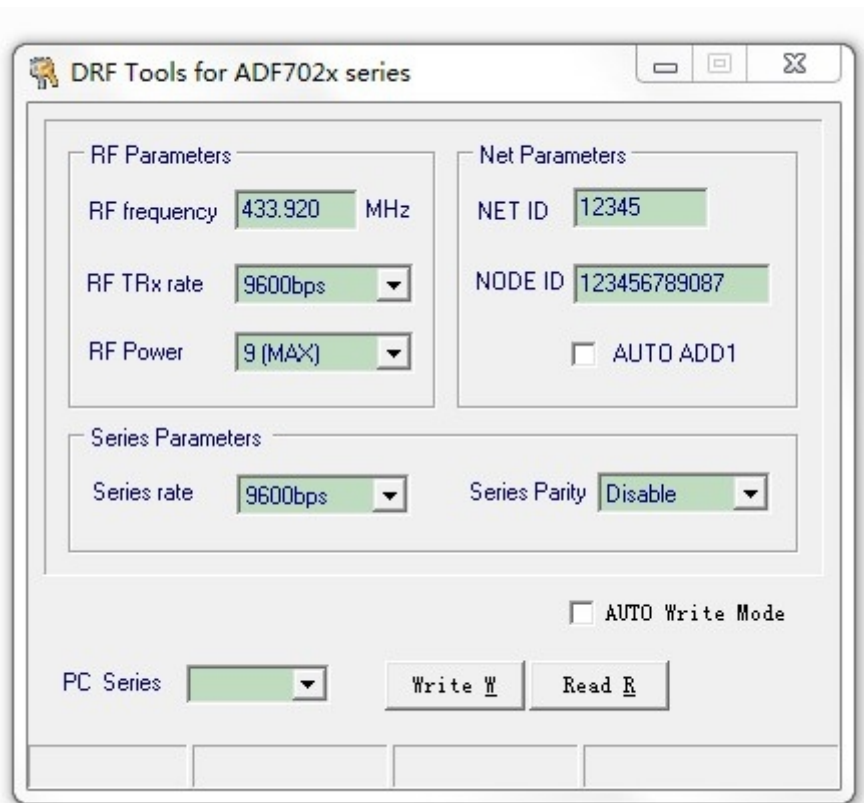 DRF Tools for ADF702x series
RF Parameters
RF frequency 433.920 MHz
RF TRx rate 9600bps
RF Power 9 (MAX)
Net Parameters
NET ID 12345
NODE ID 123456789087
AUTO ADD1
Series Parameters
Series rate 9600bps
Series Parity Disable
AUTO Write Mode
PC Series
Write W
Read R